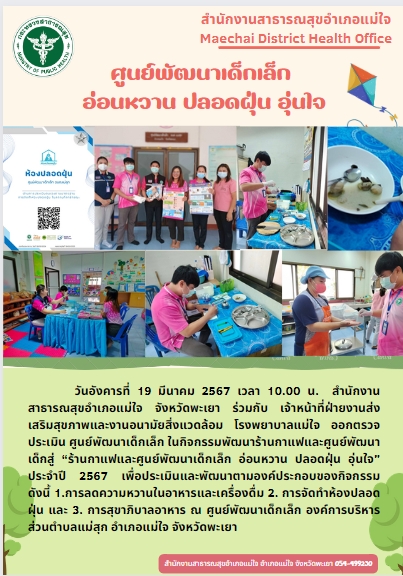 สำนักงานสาธารณสุขอำเภอแม่ใจ
Maechai District Health Office
กระทรวงสาธารณสุข
MINISTRY OF PUBLIC HEALTH
ศูนย์พัฒนาเด็กเล็ก
อ่อนหวาน ปลอดฝุ่น อุ่นใจ
ห้องปลอดฝุ่น
วันอังคารที่ 19 มีนาคม 2567 เวลา 10.00 น. สำนักงาน
สาธารณสุขอำเภอแม่ใจ จังหวัดพะเยา ร่วมกับ เจ้าหน้าที่ฝ่ายงานส่ง
เสริมสุขภาพและงานอนามัยสิ่งแวดล้อม โรงพยาบาลแม่ใจ ออกตรวจ
ประเมิน ศูนย์พัฒนาเด็กเล็ก ในกิจกรรมพัฒนาร้านกาแฟและศูนย์พัฒนา
เด็กสู่ “ร้านกาแฟและศูนย์พัฒนาเด็กเล็ก อ่อนหวาน ปลอดฝุ่น อุ่นใจ”
ประจำปี 2567 เพื่อประเมินและพัฒนาตามองค์ประกอบของกิจกรรม
ดังนี้ 1.การลดความหวานในอาหารและเครื่องดื่ม 2. การจัดทำห้องปลอด
ฝุ่น และ 3. การสุขาภิบาลอาหาร ณ ศูนย์พัฒนาเด็กเล็ก องค์การบริหาร
ส่วนตำบลแม่สุก อำเภอแม่ใจ จังหวัดพะเยา
สำนักงานสาธารณสุขอำเภอแม่ใจ อำเภอแม่ใจ จังหวัดพะเยา 054-499230